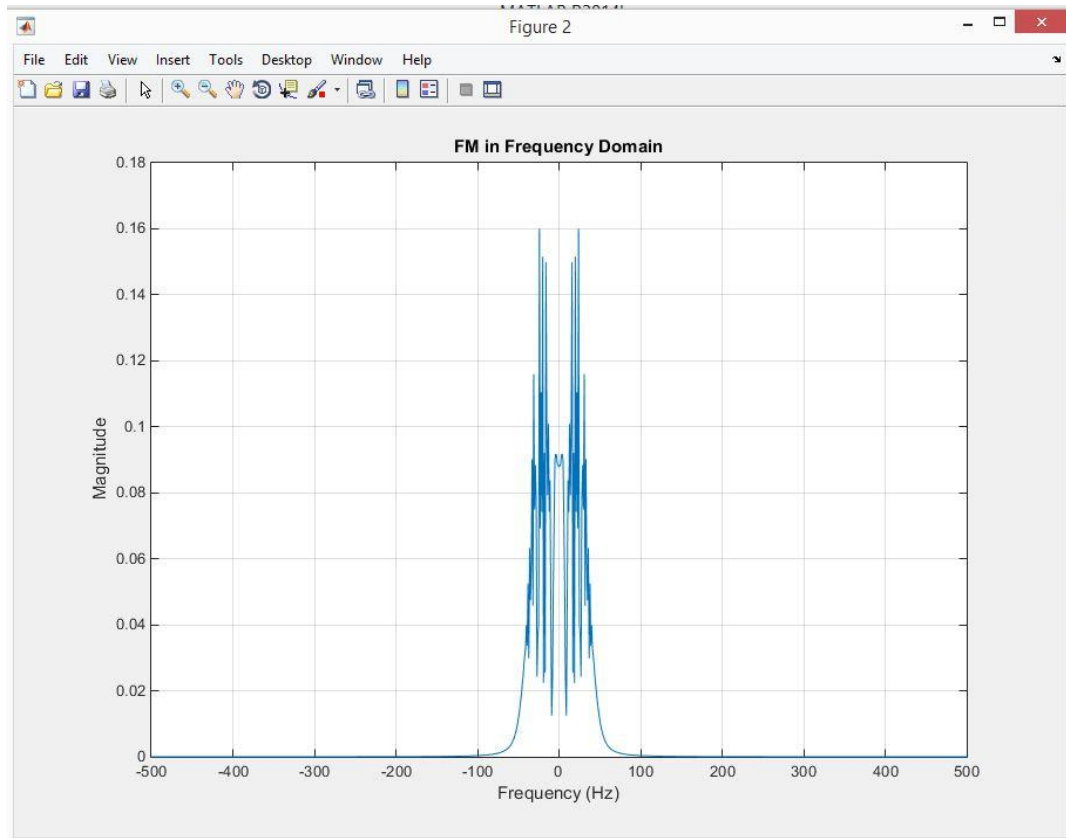 Figure 2
File Edit View Insert Tools Desktop Window Help
FM in Frequency Domain
0.18
0.16
0.14
0.12
0.1
0.08
0.06
0.04
0.02
0
Magnitude
-500 -400 -300 -200 -100 0 100 200 300 400 500
Frequency (Hz)